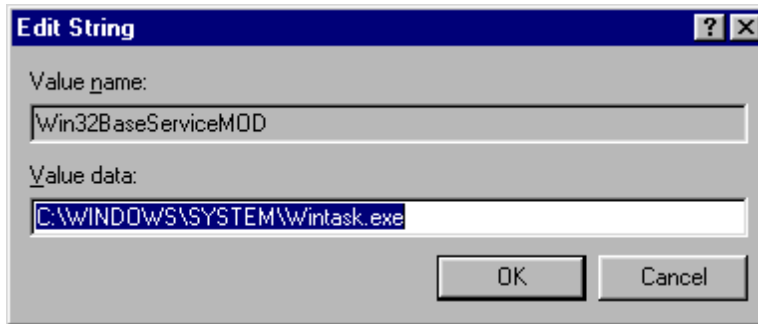 Edit String
? X
Value name:
Win32BaseServiceMOD
Value data:
C:\WINDOWS\SYSTEM\Wintask.exe
OK Cancel